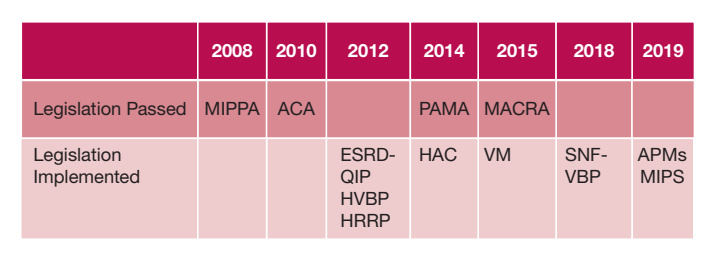 2008 2010 2012 2014 2015 2018 2019
Legislation Passed MIPPA ACA PAMA MACRA
Legislation ESRD- HAC VM SNF- APMs
Implemented QIP VBP MIPS
HVBP
HRRP